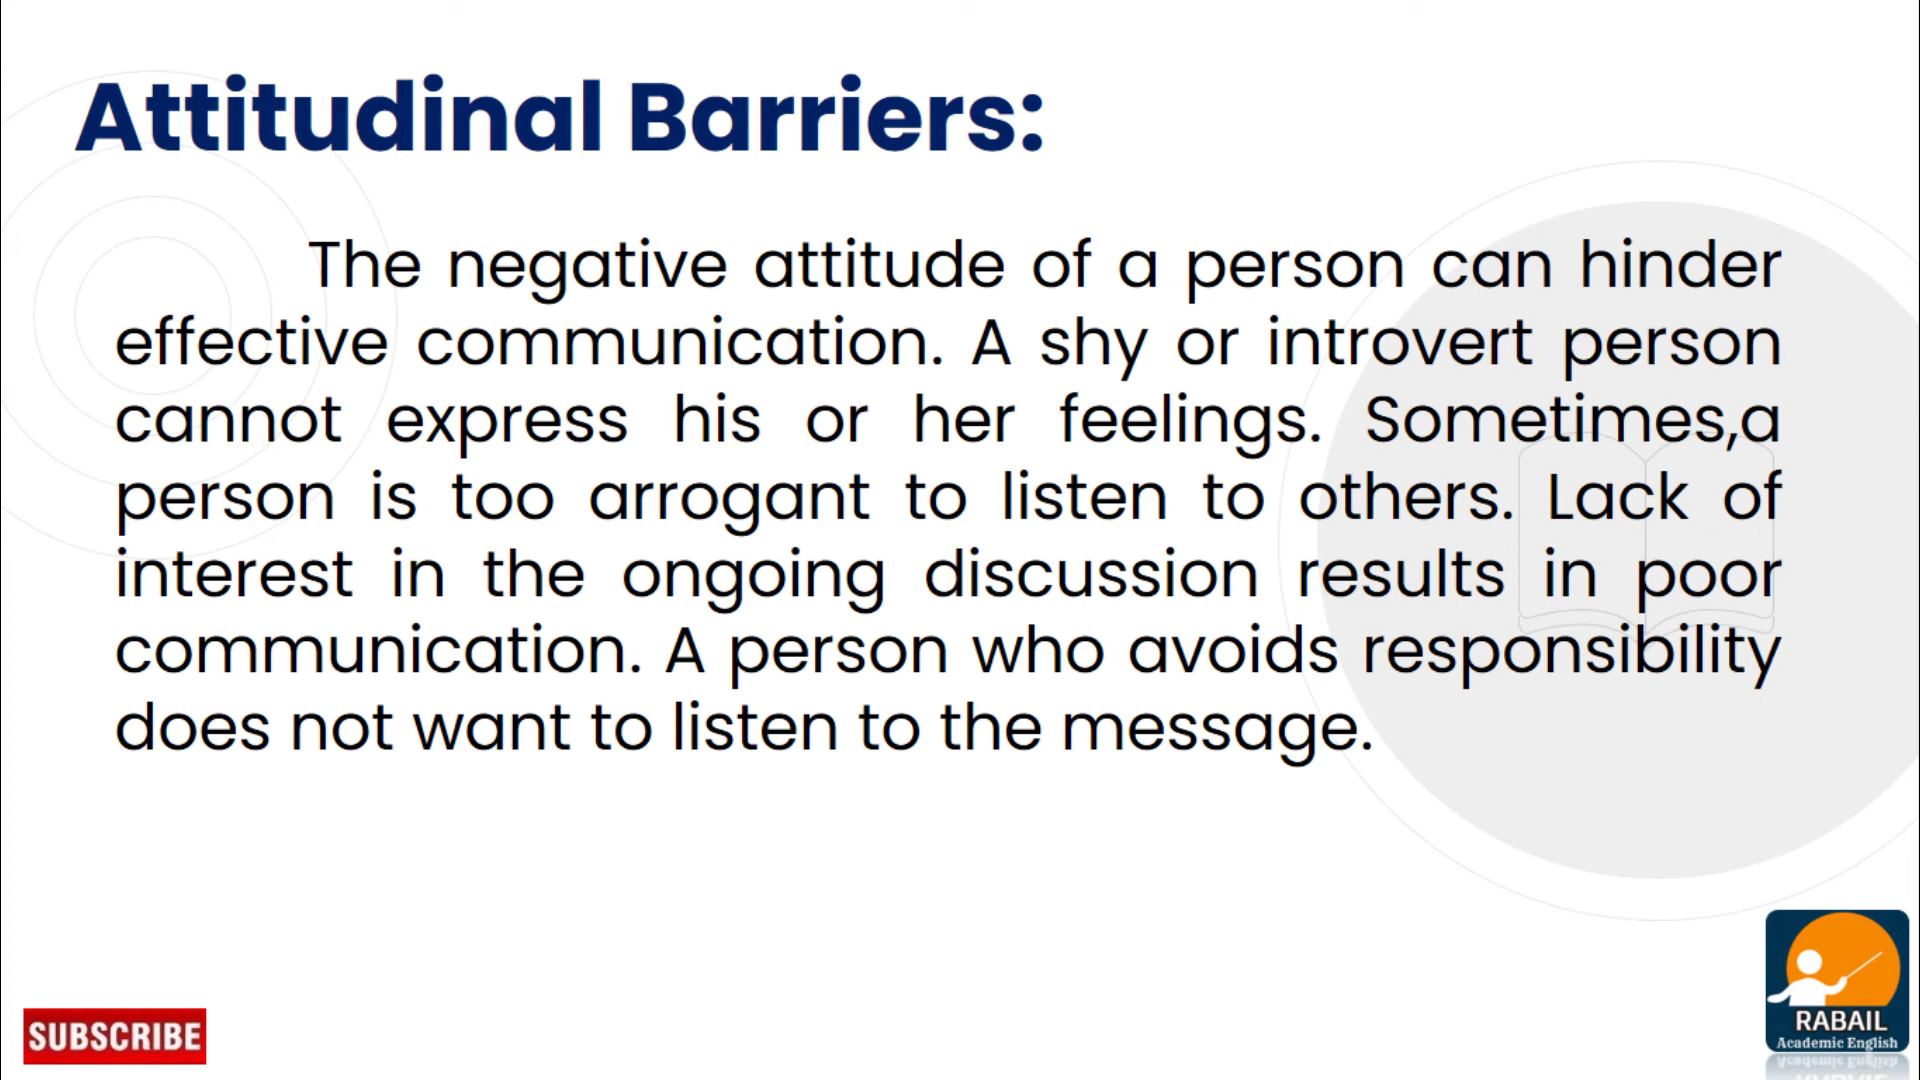 Attitudinal Barriers:
The negative attitude of a person can hinder
effective communication. A shy or introvert person
cannot express his or her feelings. Sometimes,a
person is too arrogant to listen to others. Lack of
interest in the ongoing discussion results in poor
communication. A person who avoids responsibility
does not want to listen to the message.
SUBSCRIBE
RABAIL
Academic English